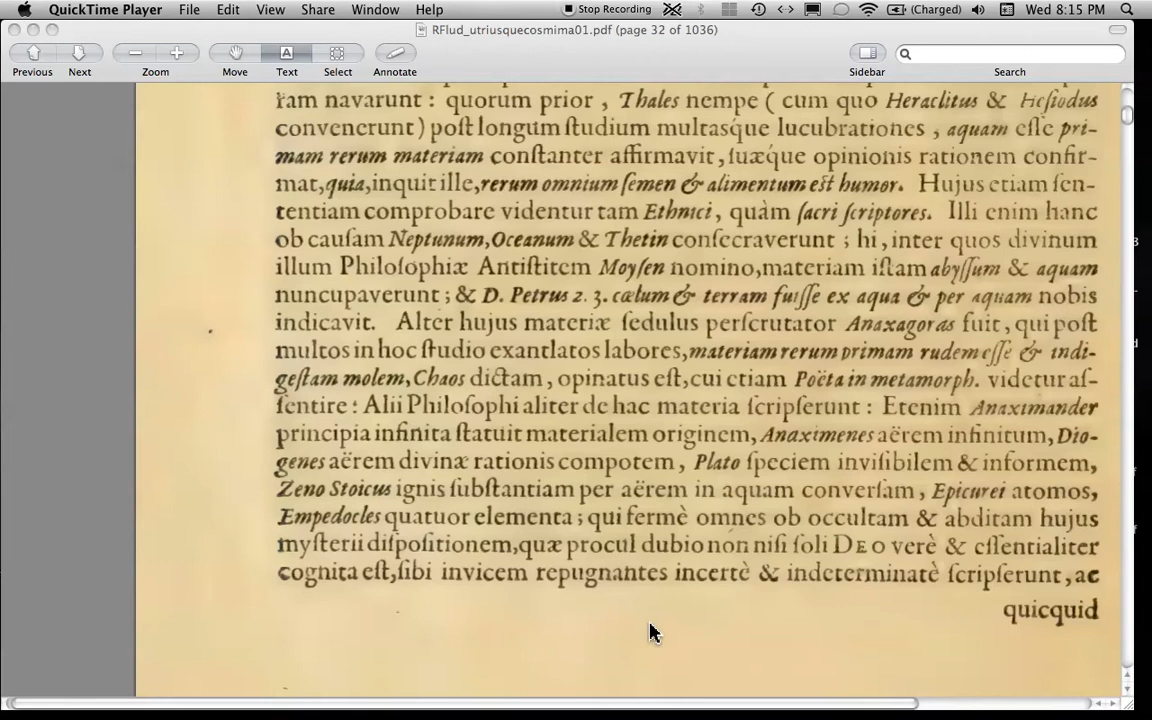 QuickTime Player File Edit View Share Window Help Stop Recording (Charged) Wed 8:15 PM
RFlud_utriusquecosmima01.pdf (page 32 of 1036)
Previous Next Zoom Move Text Select Annotate Sidebar Search
ram navarunt : quorum prior , Thales nempe ( cum quo Heraclitus & Heſiodus
convenerunt) poſt longum ſtudium multasq́ue lucubrationes , aquam eſſe pri-
mam rerum materiam conſtanter affirmavit, ſuæq́ue opinionis rationem confir-
mat, quia, inquit ille, rerum omnium ſemen & alimentum eſt humor. Hujus etiam ſen-
tentiam comprobare videntur tam Ethnici, quàm ſacri ſcriptores. Illi enim hanc
ob cauſam Neptunum, Oceanum & Thetin conſecraverunt ; hi, inter quos divinum
illum Philoſophiæ Antiſtitem Moyſen nomino, materiam iſtam abyſſum & aquam
nuncupaverunt ; & D. Petrus 2. 3. cælum & terram fuiſſe ex aqua & per aquam nobis
indicavit. Alter hujus materiæ ſedulus perſcrutator Anaxagoras fuit, qui poſt
multos in hoc ſtudio exantlatos labores, materiam rerum primam rudem eſſe & indi-
geſtam molem, Chaos dictam, opinatus eſt, cui etiam Poëta in metamorph. videtur aſ-
ſentire : Alii Philoſophi aliter de hac materia ſcripſerunt : Etenim Anaximander
principia infinita ſtatuit materialem originem, Anaximenes aërem infinitum, Dio-
genes aërem divinæ rationis compotem, Plato ſpeciem inviſibilem & informem,
Zeno Stoicus ignis ſubſtantiam per aërem in aquam converſam, Epicurei atomos,
Empedocles quatuor elementa ; qui fermè omnes ob occultam & abditam hujus
myſterii diſpoſitionem, quæ procul dubio non niſi ſoli DEO verè & eſſentialiter
cognita eſt, ſibi invicem repugnantes incertè & indeterminatè ſcripſerunt, ac
quicquid